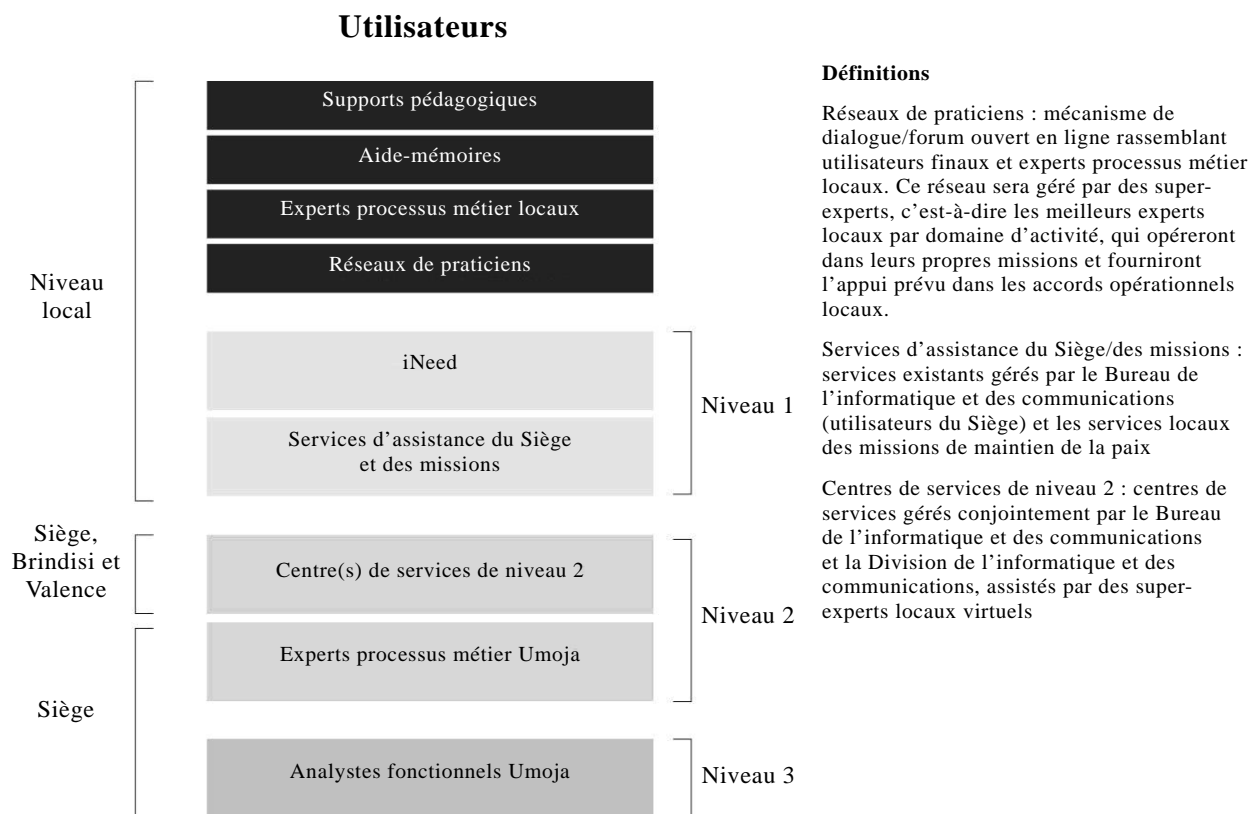 Utilisateurs
Niveau
local
Supports pédagogiques
Aide-mémoires
Experts processus métier locaux
Réseaux de praticiens
iNeed
Services d’assistance du Siège
et des missions
Niveau 1
Siège,
Brindisi et
Valence
Centre(s) de services de niveau 2
Experts processus métier Umoja
Niveau 2
Siège
Analystes fonctionnels Umoja
Niveau 3
Définitions
Réseaux de praticiens : mécanisme de
dialogue/forum ouvert en ligne rassemblant
utilisateurs finaux et experts processus métier
locaux. Ce réseau sera géré par des super-
experts, c’est-à-dire les meilleurs experts
locaux par domaine d’activité, qui opéreront
dans leurs propres missions et fourniront
l’appui prévu dans les accords opérationnels
locaux.
Services d’assistance du Siège/des missions :
services existants gérés par le Bureau de
l’informatique et des communications
(utilisateurs du Siège) et les services locaux
des missions de maintien de la paix
Centres de services de niveau 2 : centres de
services gérés conjointement par le Bureau
de l’informatique et des communications
et la Division de l’informatique et des
communications, assistés par des super-
experts locaux virtuels